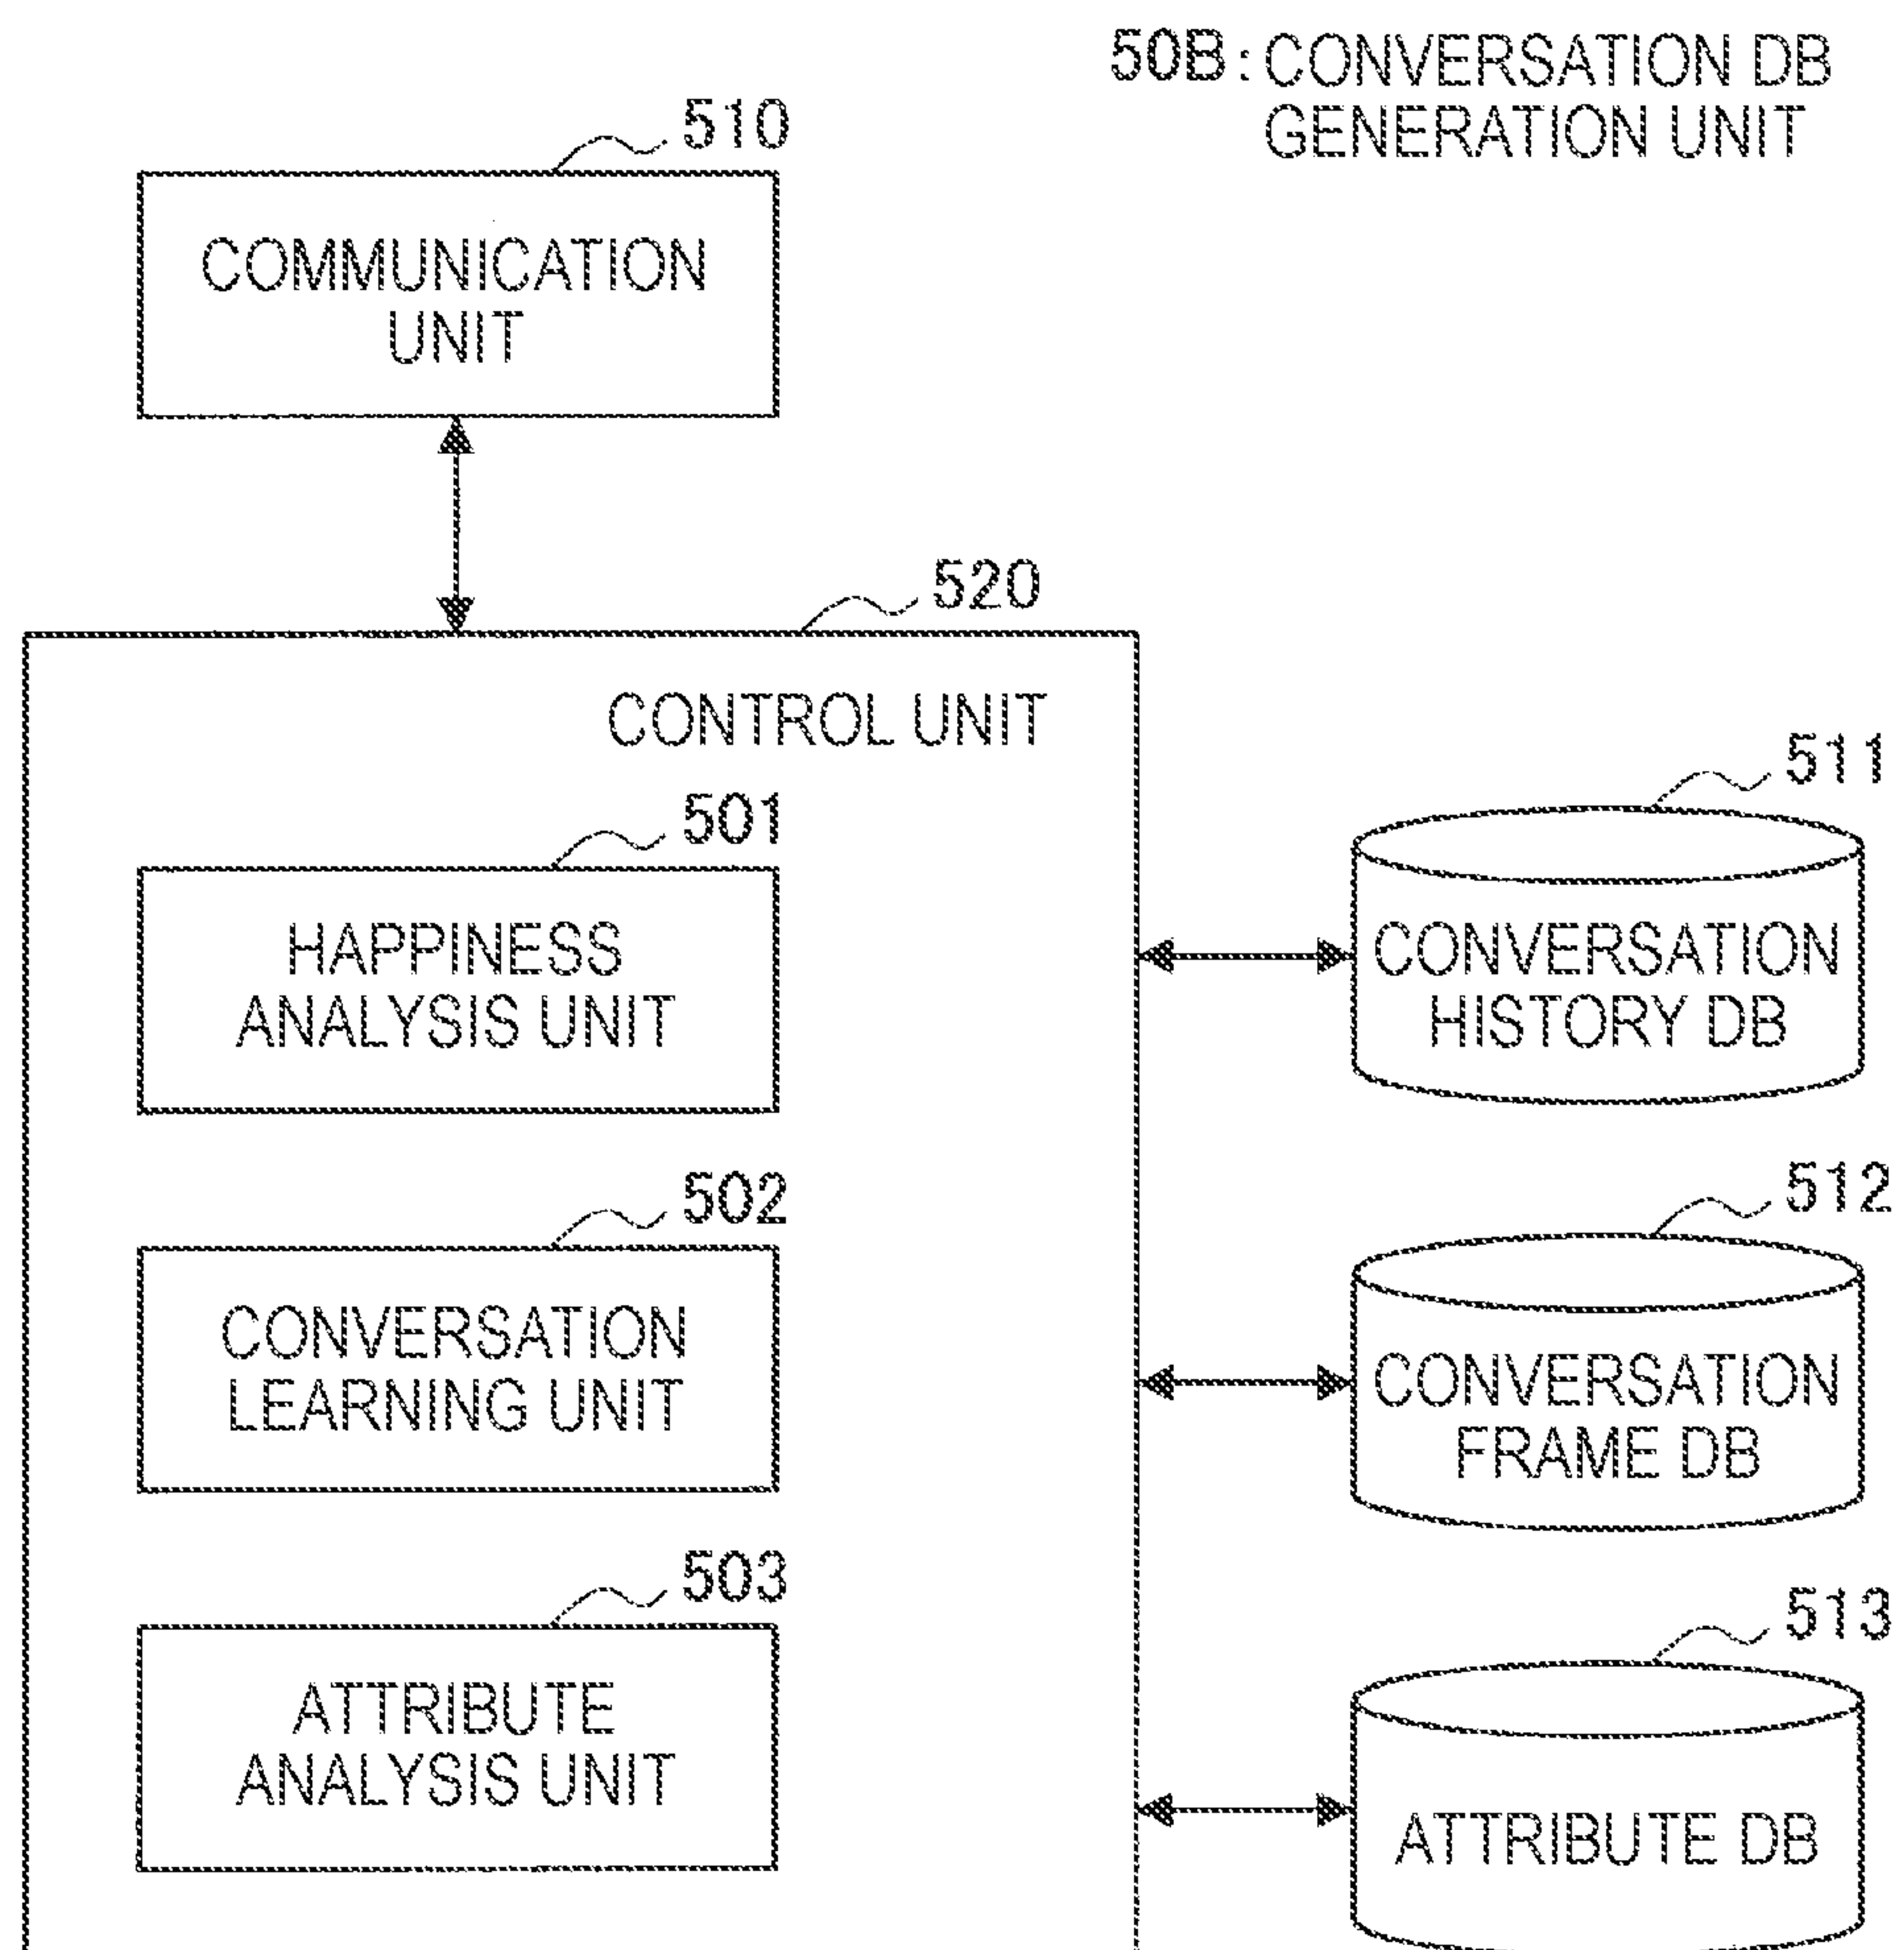 50B: CONVERSATION DB
GENERATION UNIT
510
COMMUNICATION
UNIT
520
CONTROL UNIT
501
HAPPINESS
ANALYSIS UNIT
502
CONVERSATION
LEARNING UNIT
503
ATTRIBUTE
ANALYSIS UNIT
511
CONVERSATION
HISTORY DB
512
CONVERSATION
FRAME DB
513
ATTRIBUTE DB